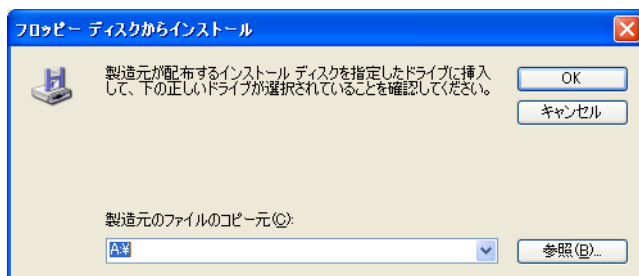 フロッピー ディスクからインストール
製造元が配布するインストール ディスクを指定したドライブに挿入
して、下の正しいドライブが選択されていることを確認してください。
OK
キャンセル
製造元のファイルのコピー元(C):
A:¥
参照(B)...